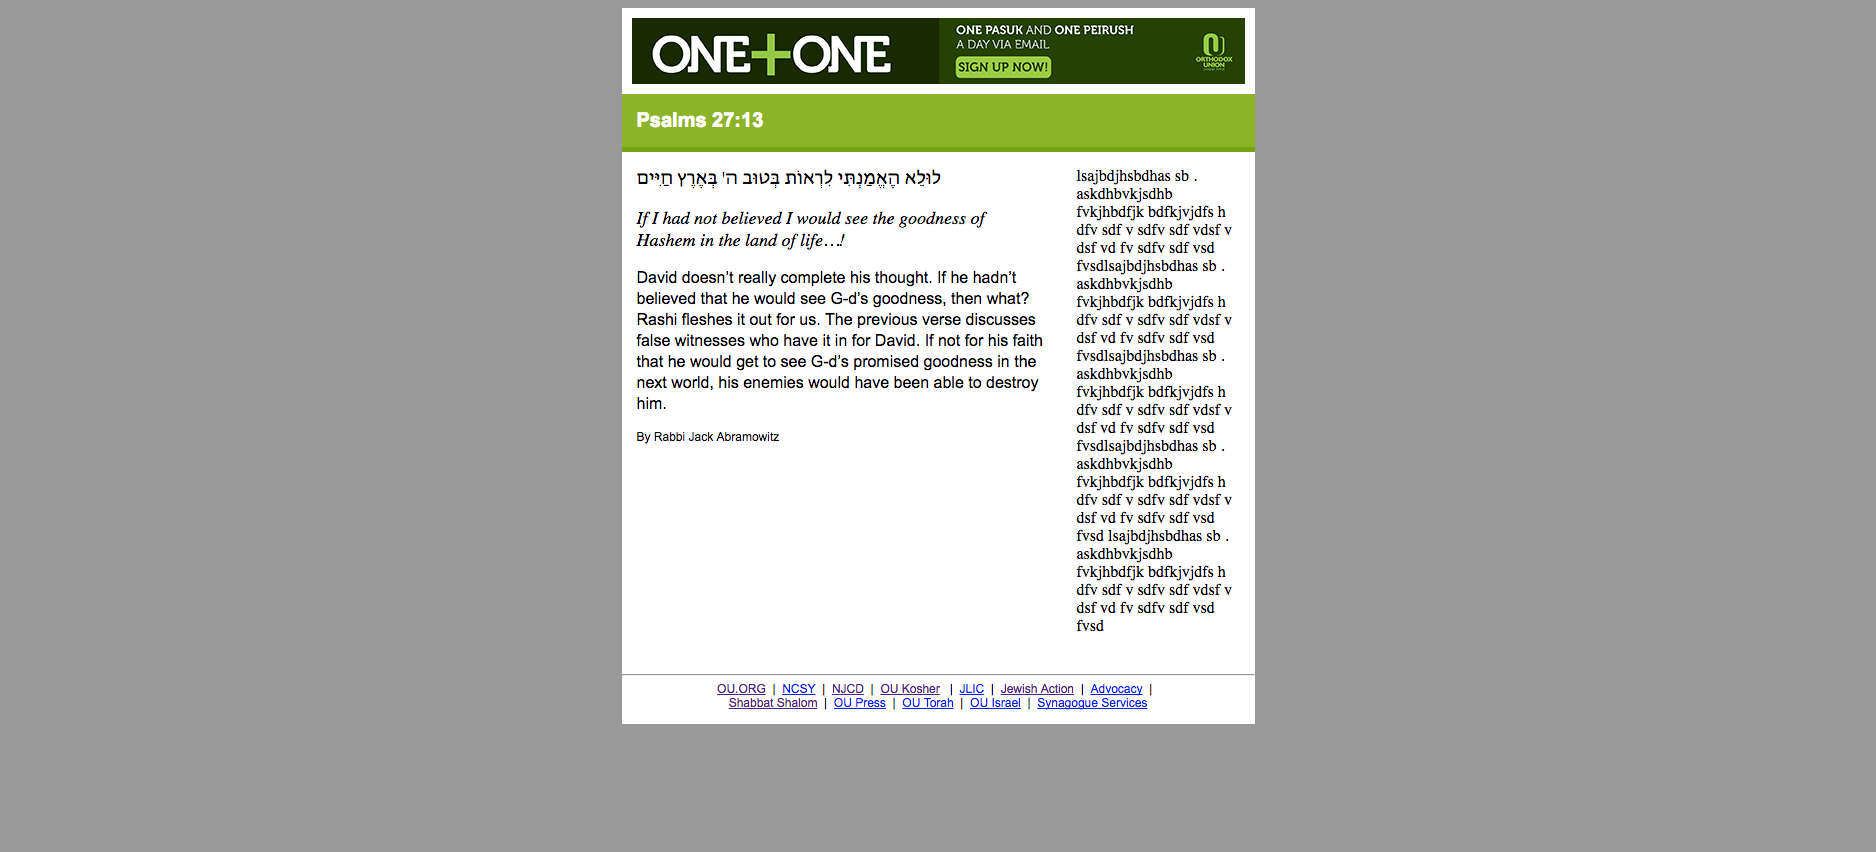 ONE+ONE
ONE PASUK AND ONE PEIRUSH
A DAY VIA EMAIL
SIGN UP NOW!
ORTHODOX
UNION
Psalms 27:13
לוּלֵא הֶאֱמַנְתִּי לִרְאוֹת בְּטוּב ה' בְּאֶרֶץ חַיִּים
If I had not believed I would see the goodness of
Hashem in the land of life…!
David doesn’t really complete his thought. If he hadn’t
believed that he would see G-d’s goodness, then what?
Rashi fleshes it out for us. The previous verse discusses
false witnesses who have it in for David. If not for his faith
that he would get to see G-d’s promised goodness in the
next world, his enemies would have been able to destroy
him.
By Rabbi Jack Abramowitz
lsajbdjhsbdhas sb .
askdhbvkjsdhb
fvkjhbdfjk bdfkjvjdfs h
dfv sdf v sdfv sdf vdsf v
dsf vd fv sdfv sdf vsd
fvsdlsajbdjhsbdhas sb .
askdhbvkjsdhb
fvkjhbdfjk bdfkjvjdfs h
dfv sdf v sdfv sdf vdsf v
dsf vd fv sdfv sdf vsd
fvsdlsajbdjhsbdhas sb .
askdhbvkjsdhb
fvkjhbdfjk bdfkjvjdfs h
dfv sdf v sdfv sdf vdsf v
dsf vd fv sdfv sdf vsd
fvsdlsajbdjhsbdhas sb .
askdhbvkjsdhb
fvkjhbdfjk bdfkjvjdfs h
dfv sdf v sdfv sdf vdsf v
dsf vd fv sdfv sdf vsd
fvsd lsajbdjhsbdhas sb .
askdhbvkjsdhb
fvkjhbdfjk bdfkjvjdfs h
dfv sdf v sdfv sdf vdsf v
dsf vd fv sdfv sdf vsd
fvsd
OU.ORG | NCSY | NJCD | OU Kosher | JLIC | Jewish Action | Advocacy |
Shabbat Shalom | OU Press | OU Torah | OU Israel | Synagogue Services